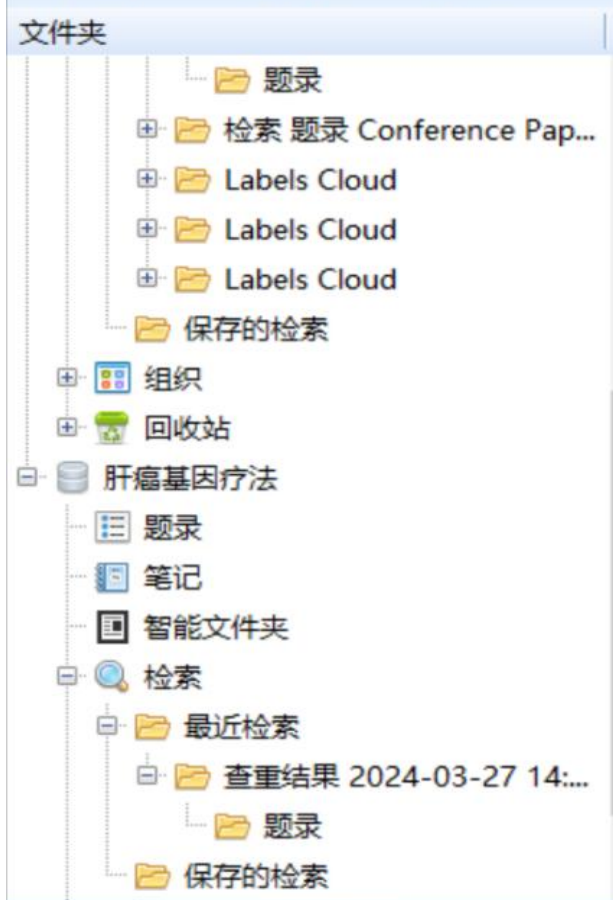 文件夹
题录
检索 题录 Conference Pap...
Labels Cloud
Labels Cloud
Labels Cloud
保存的检索
组织
回收站
肝癌基因疗法
题录
笔记
智能文件夹
检索
最近检索
查重结果 2024-03-27 14:...
题录
保存的检索